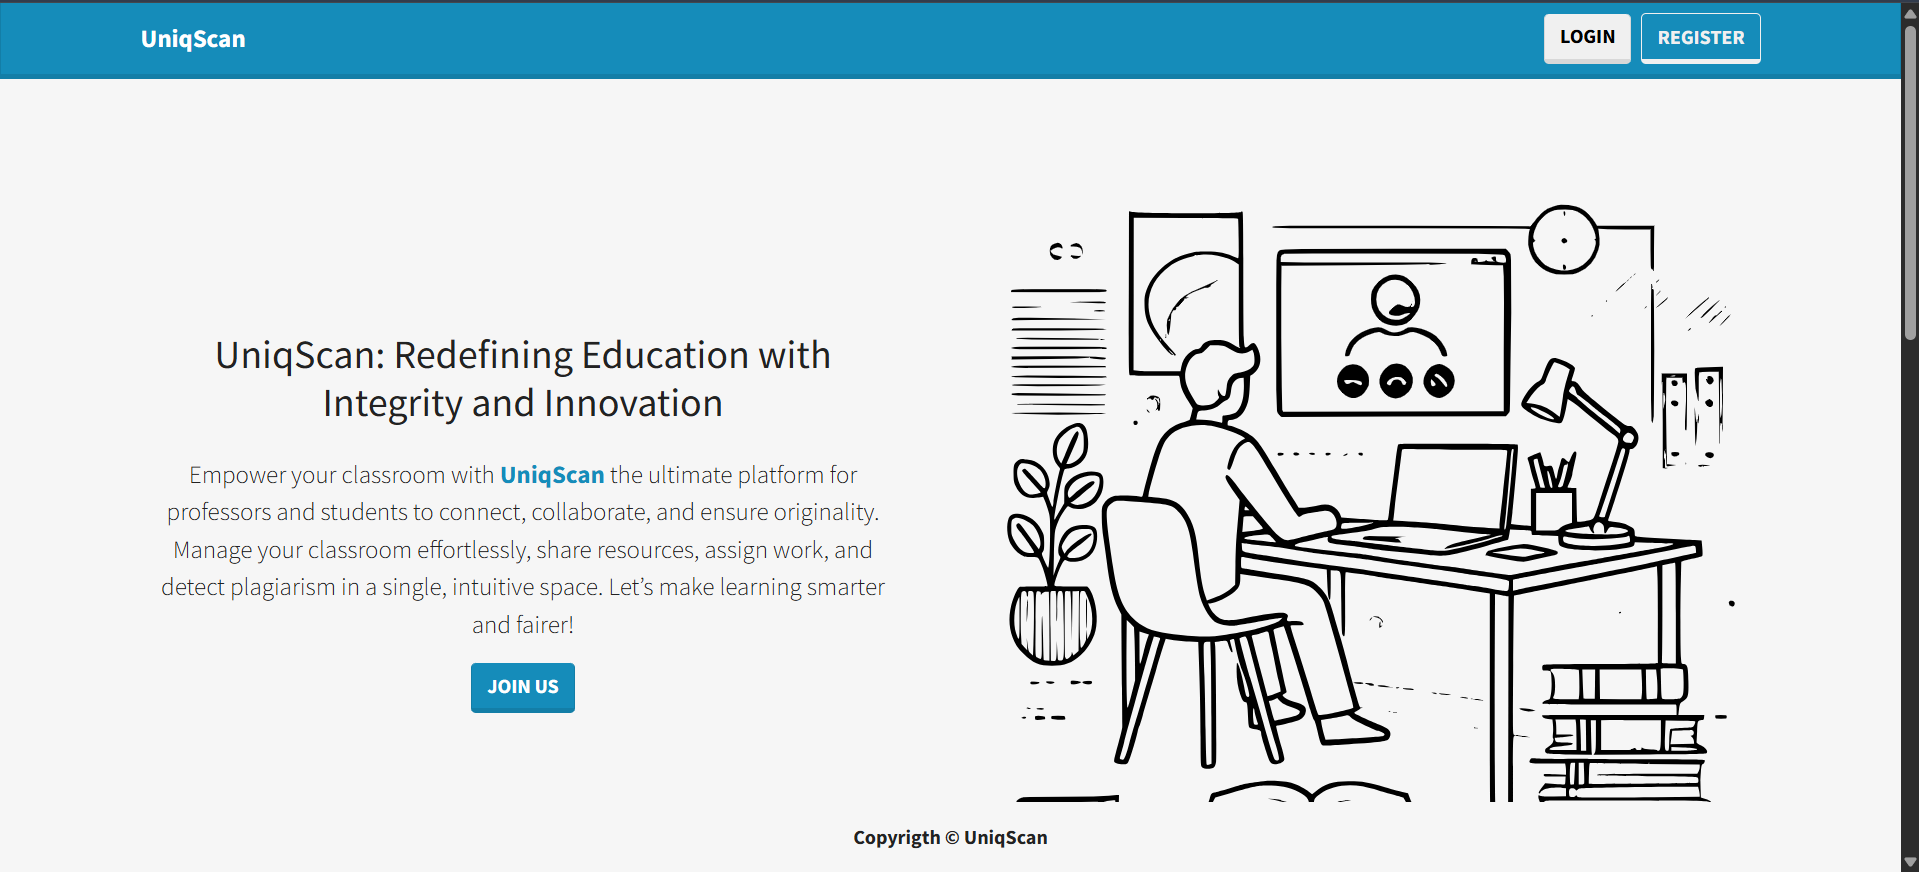 UniqScan
LOGIN
REGISTER
UniqScan: Redefining Education with
Integrity and Innovation
Empower your classroom with UniqScan the ultimate platform for
professors and students to connect, collaborate, and ensure originality.
Manage your classroom effortlessly, share resources, assign work, and
detect plagiarism in a single, intuitive space. Let’s make learning smarter
and fairer!
JOIN US
Copyrigth © UniqScan